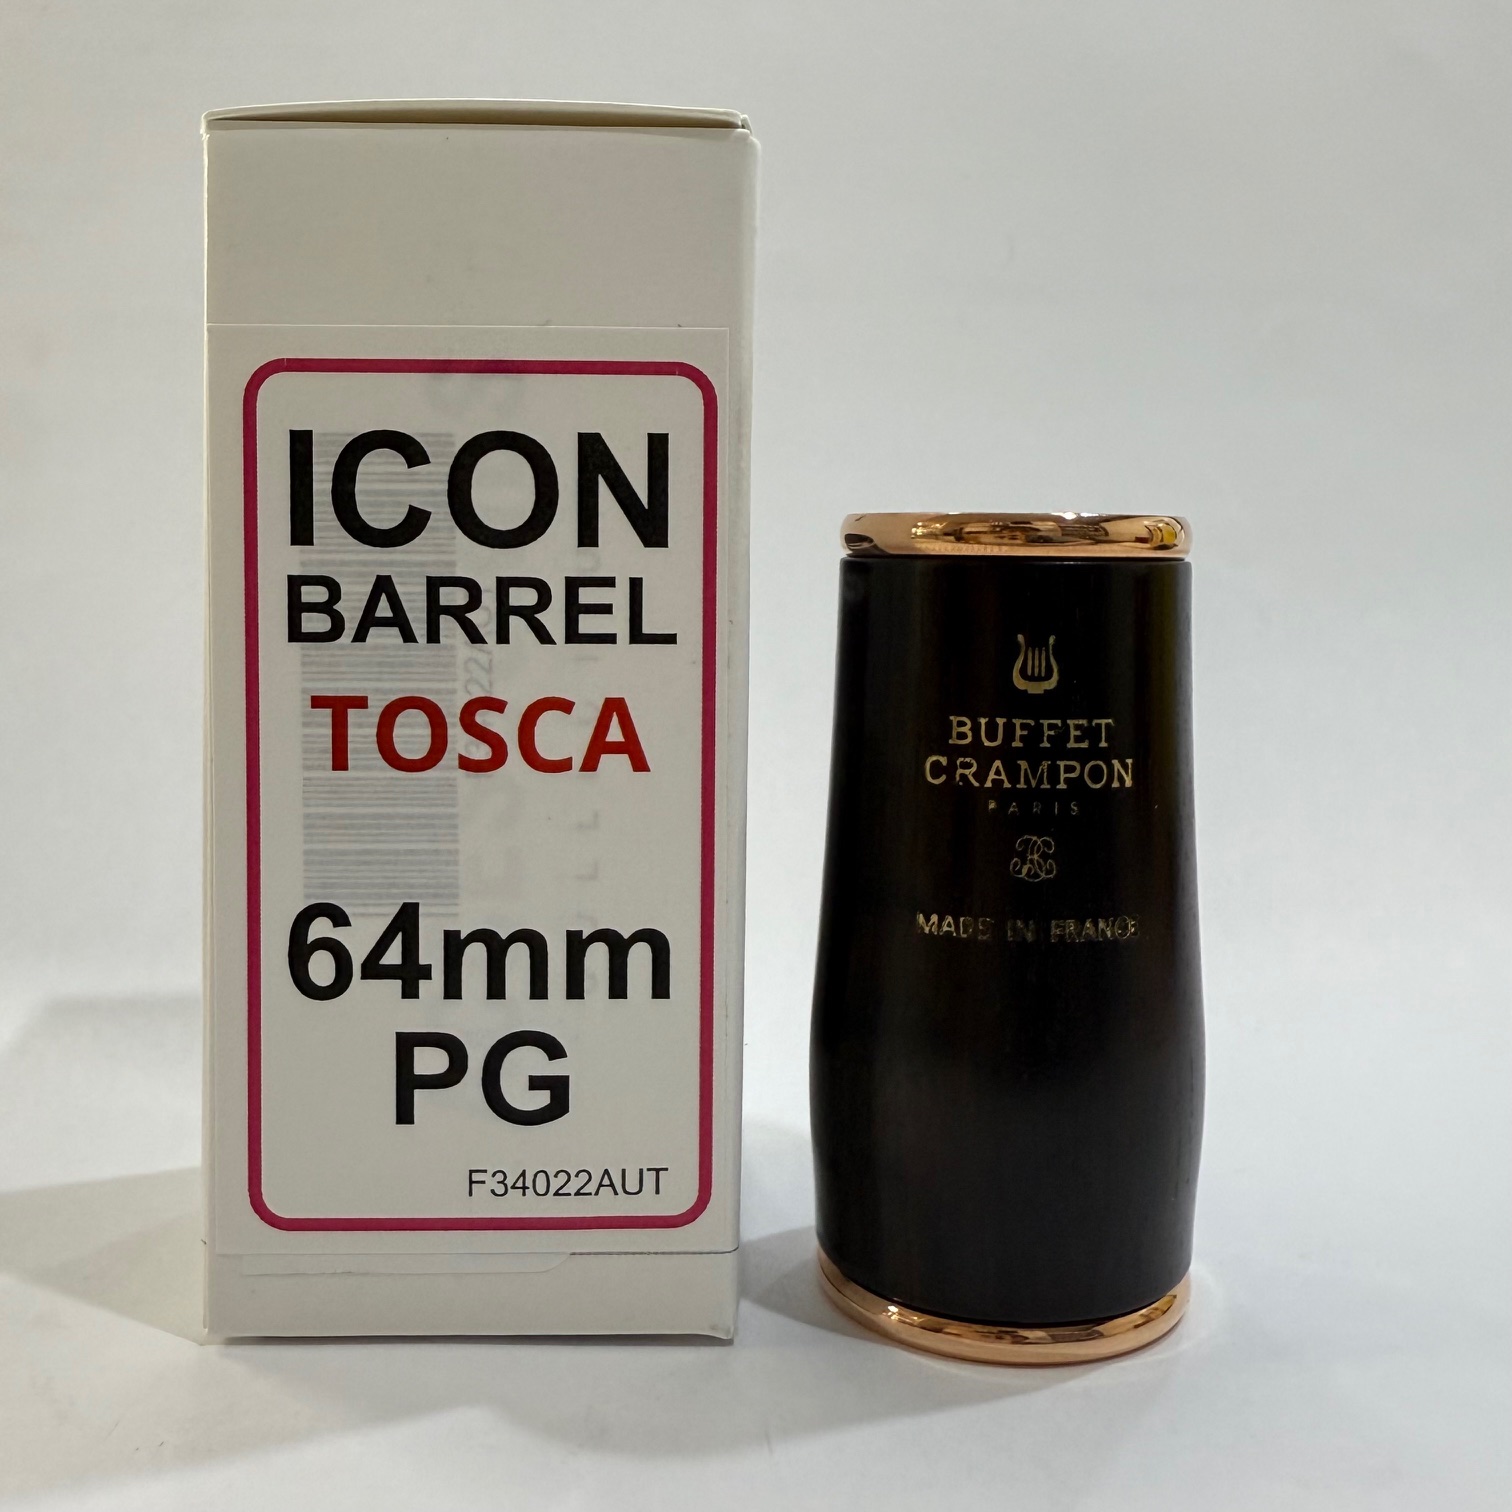 ICON
BARREL
TOSCA
64mm
PG
F34022AUT
BUFFET
CRAMPON
PARIS
MADE IN FRANCE